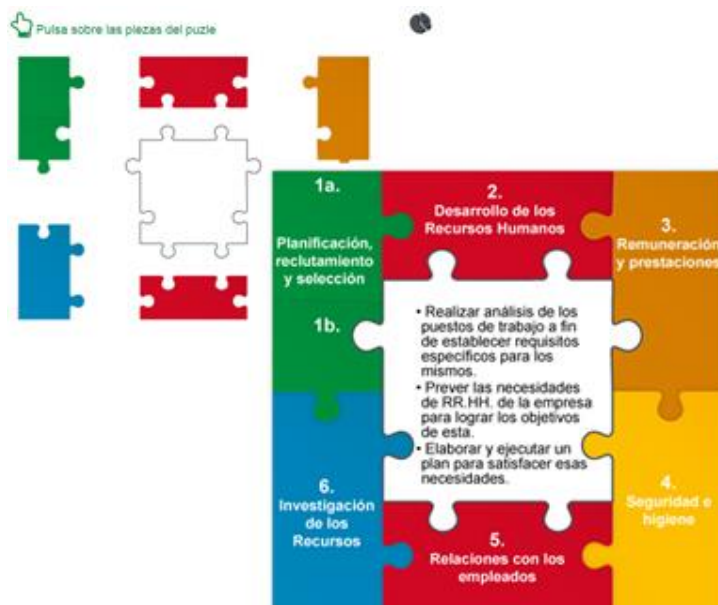 Pulsa sobre las piezas del puzle
1a.
Planificación,
reclutamiento
y selección
1b.
2.
Desarrollo de los
Recursos Humanos
3.
Remuneración
y prestaciones
• Realizar análisis de los
puestos de trabajo a fin
de establecer requisitos
específicos para los
mismos.
• Prever las necesidades
de RR.HH. de la empresa
para lograr los objetivos
de esta.
• Elaborar y ejecutar un
plan para satisfacer esas
necesidades.
4.
Seguridad e
higiene
5.
Relaciones con los
empleados
6.
Investigación
de los
Recursos